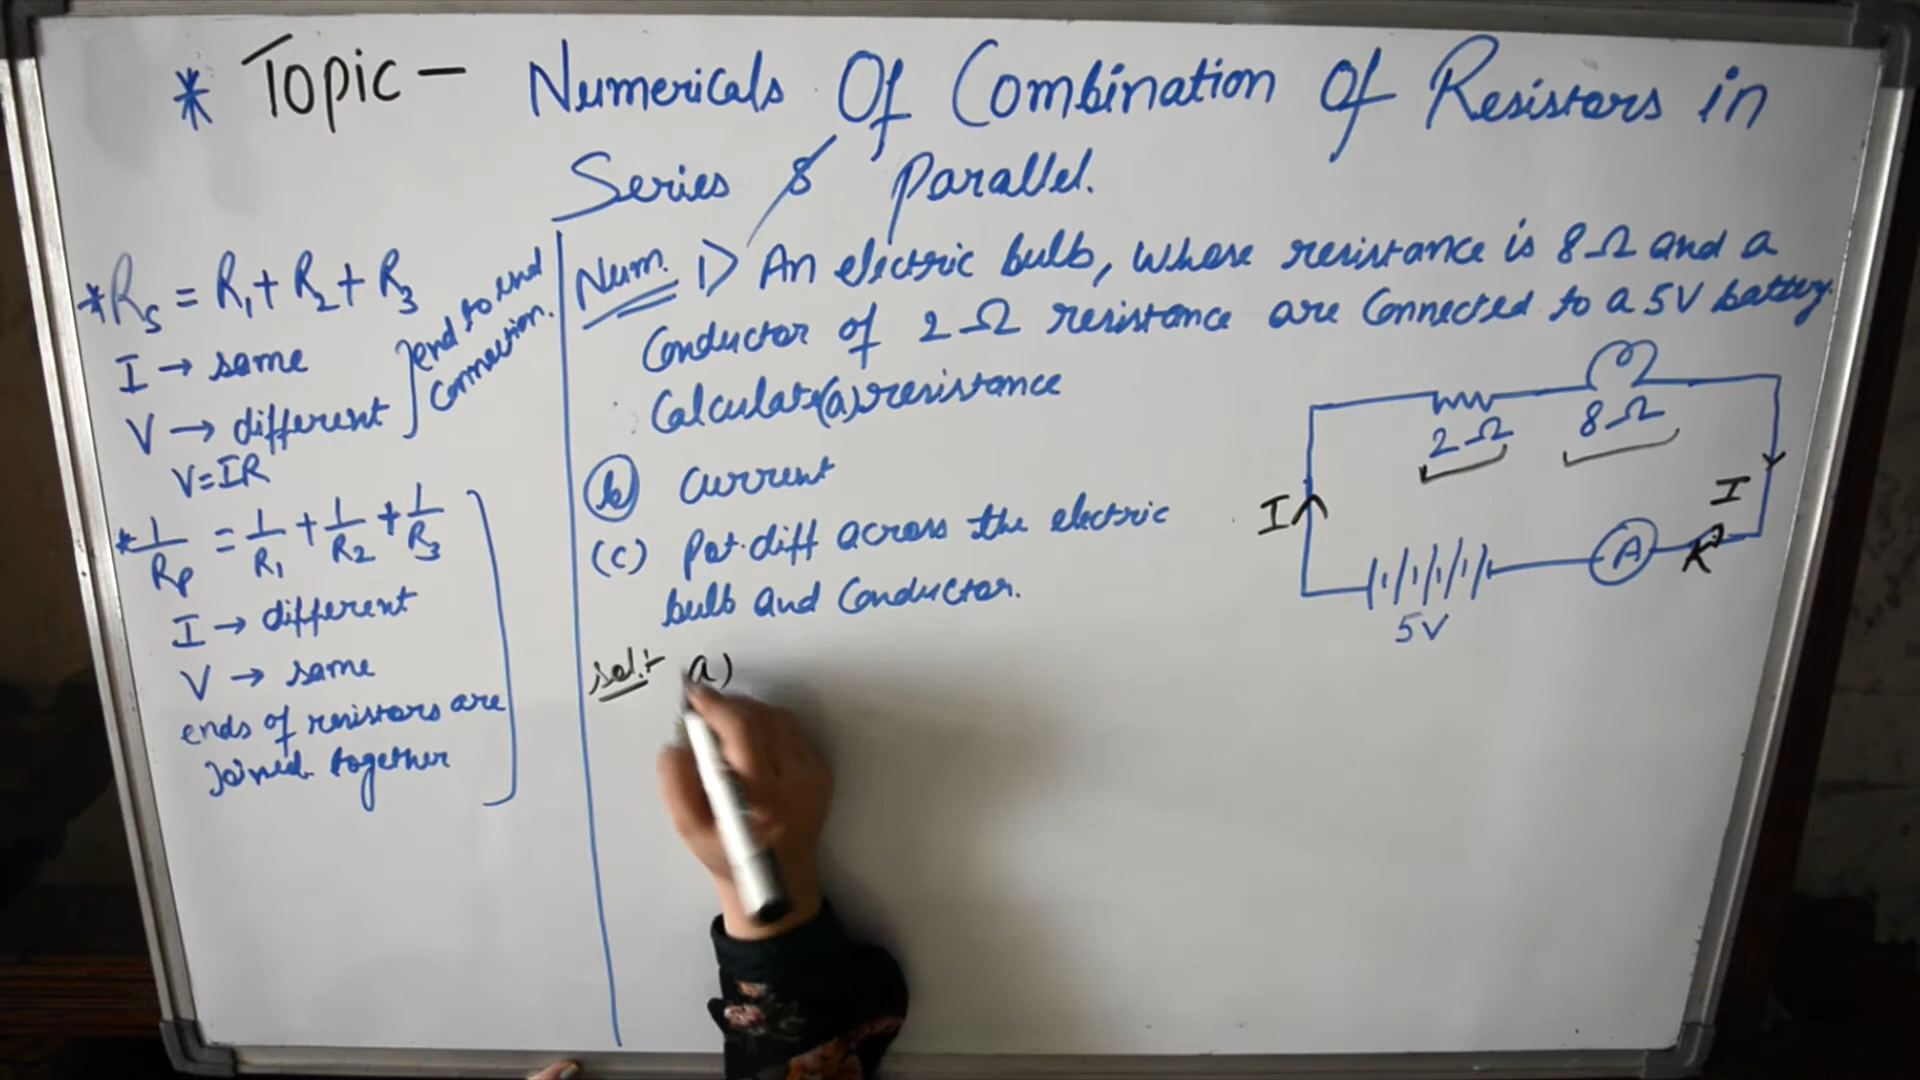 * Topic - Numericals Of Combination Of Resistors in
Series & Parallel.
*Rs = R1 + R2 + R3
I → same
V → different
V = IR
end to end
connection.
*1/Rp = 1/R1 + 1/R2 + 1/R3
I → different
V → same
ends of resistors are
Joined together
Num. 1) An electric bulb, whose resistance is 8Ω and a
Conductor of 2Ω resistance are Connected to a 5V battery.
Calculate (a) resistance
(b) Current
(c) Pot. diff across the electric
bulb and Conductor.
2Ω
8Ω
I
I
A
K
5V
sol:- a)